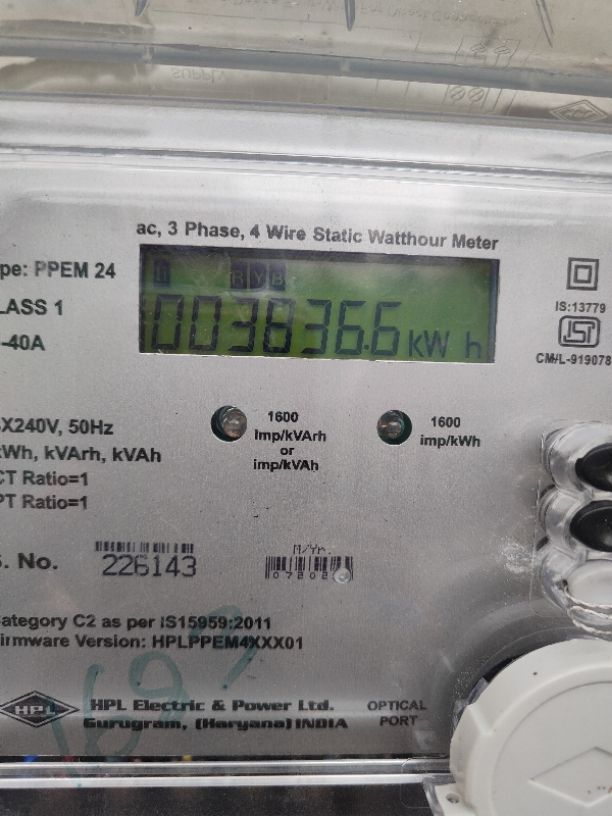 SUPPLY
ac, 3 Phase, 4 Wire Static Watthour Meter
pe: PPEM 24
LASS 1
-40A
R Y B
003836.6 kW h
IS:13779
CM/L-919078
X240V, 50Hz
Wh, kVArh, kVAh
CT Ratio=1
PT Ratio=1
1600
Imp/kVArh
or
imp/kVAh
1600
imp/kWh
S. No.
226143
M/Yr.
ategory C2 as per IS15959:2011
irmware Version: HPLPPEM4XXX01
HPL
HPL Electric & Power Ltd.
Gurugram, (Haryana) INDIA
OPTICAL
PORT